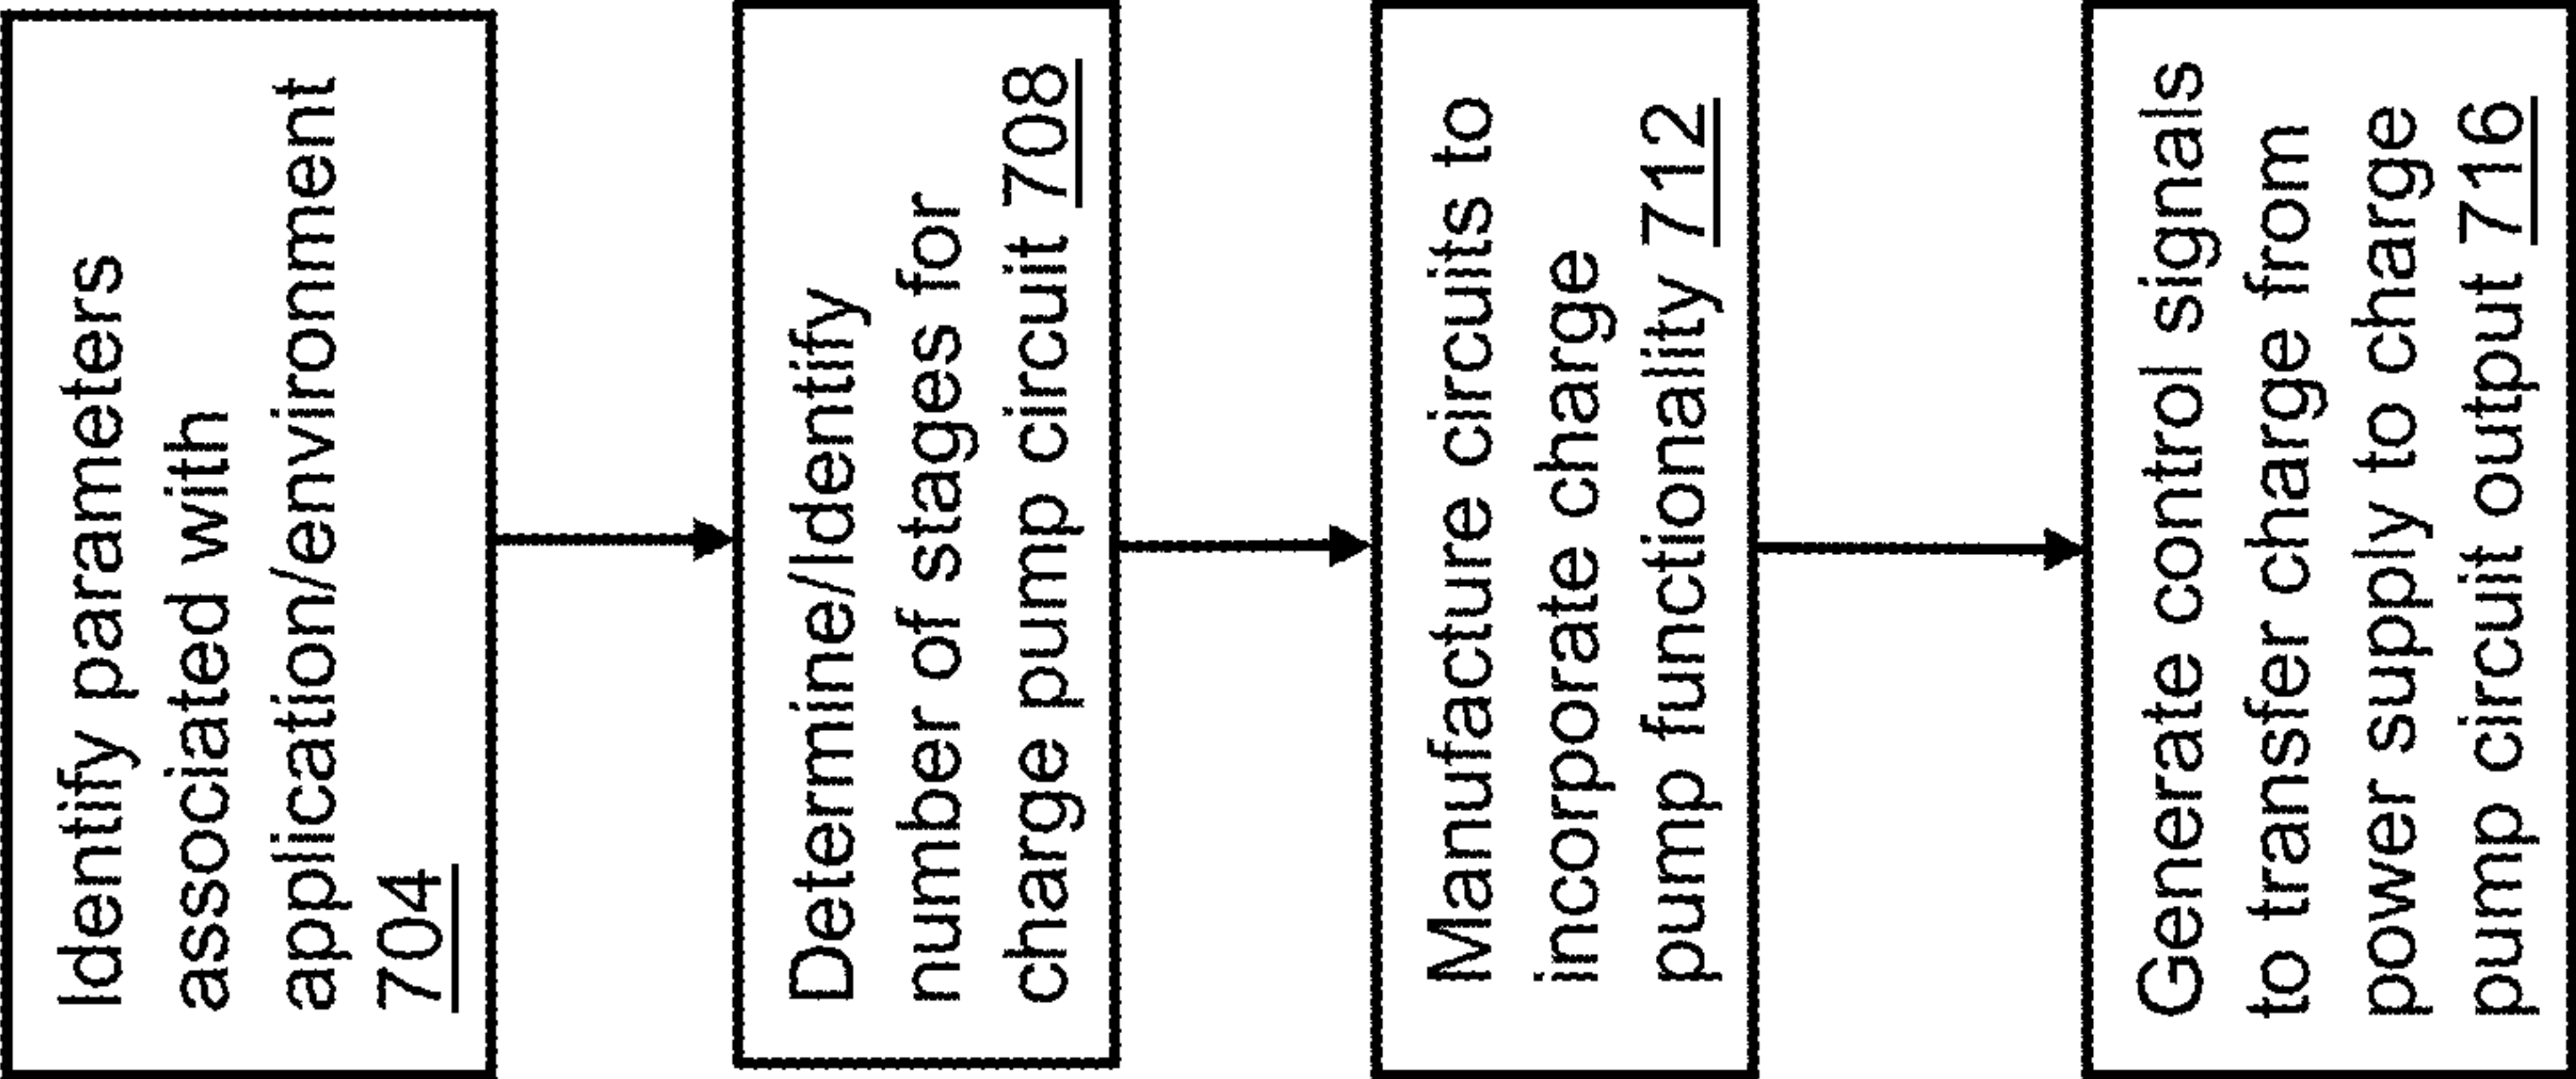 Identify parameters
associated with
application/environment
704
Determine/Identify
number of stages for
charge pump circuit 708
Manufacture circuits to
incorporate charge
pump functionality 712
Generate control signals
to transfer charge from
power supply to charge
pump circuit output 716